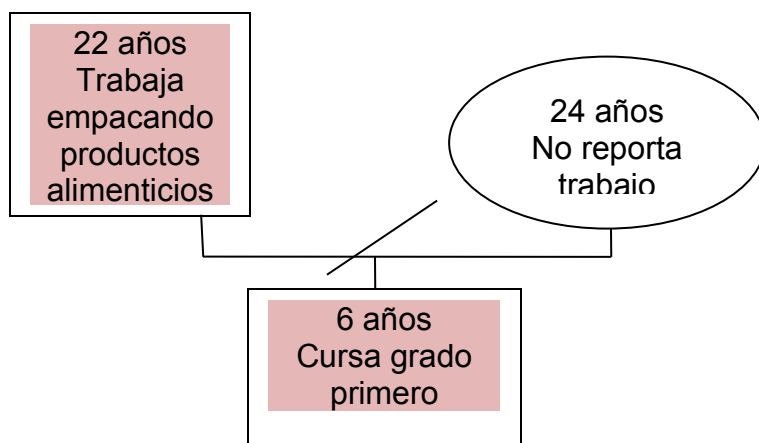 22 años
Trabaja
empacando
productos
alimenticios
24 años
No reporta
trabajo
6 años
Cursa grado
primero